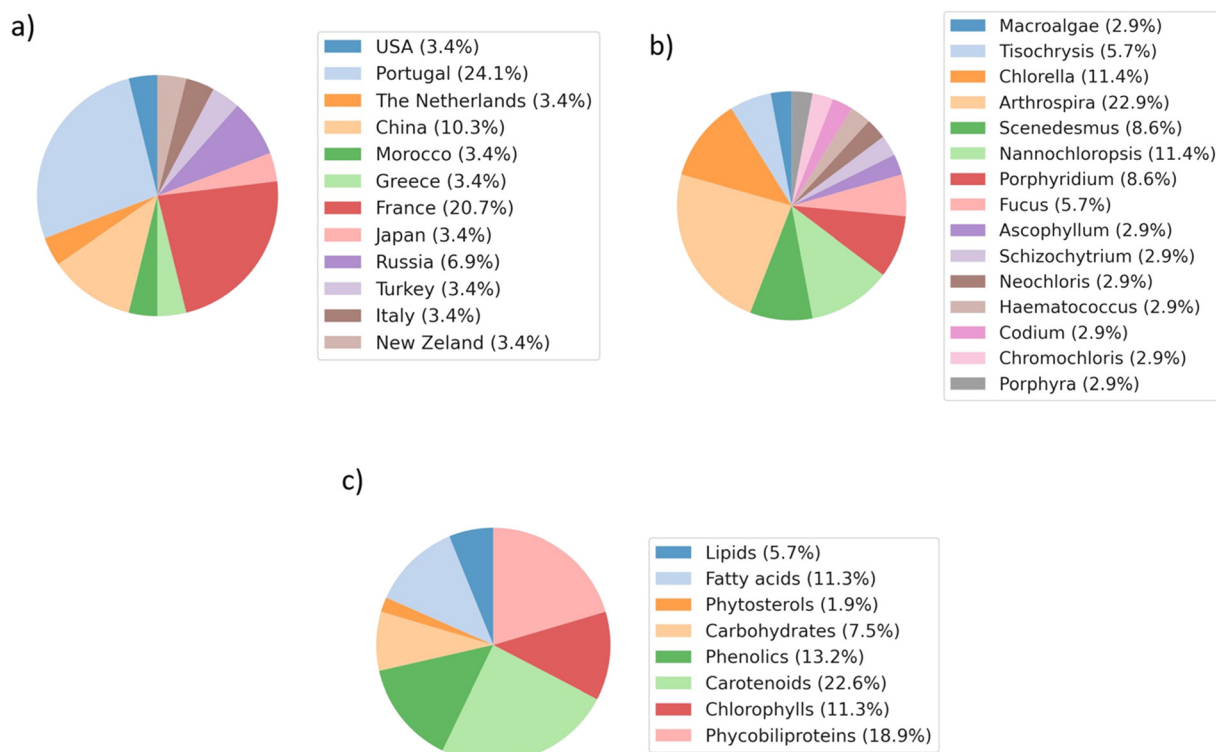 a)
USA (3.4%)
Portugal (24.1%)
The Netherlands (3.4%)
China (10.3%)
Morocco (3.4%)
Greece (3.4%)
France (20.7%)
Japan (3.4%)
Russia (6.9%)
Turkey (3.4%)
Italy (3.4%)
New Zeland (3.4%)
b)
Macroalgae (2.9%)
Tisochrysis (5.7%)
Chlorella (11.4%)
Arthrospira (22.9%)
Scenedesmus (8.6%)
Nannochloropsis (11.4%)
Porphyridium (8.6%)
Fucus (5.7%)
Ascophyllum (2.9%)
Schizochytrium (2.9%)
Neochloris (2.9%)
Haematococcus (2.9%)
Codium (2.9%)
Chromochloris (2.9%)
Porphyra (2.9%)
c)
Lipids (5.7%)
Fatty acids (11.3%)
Phytosterols (1.9%)
Carbohydrates (7.5%)
Phenolics (13.2%)
Carotenoids (22.6%)
Chlorophylls (11.3%)
Phycobiliproteins (18.9%)